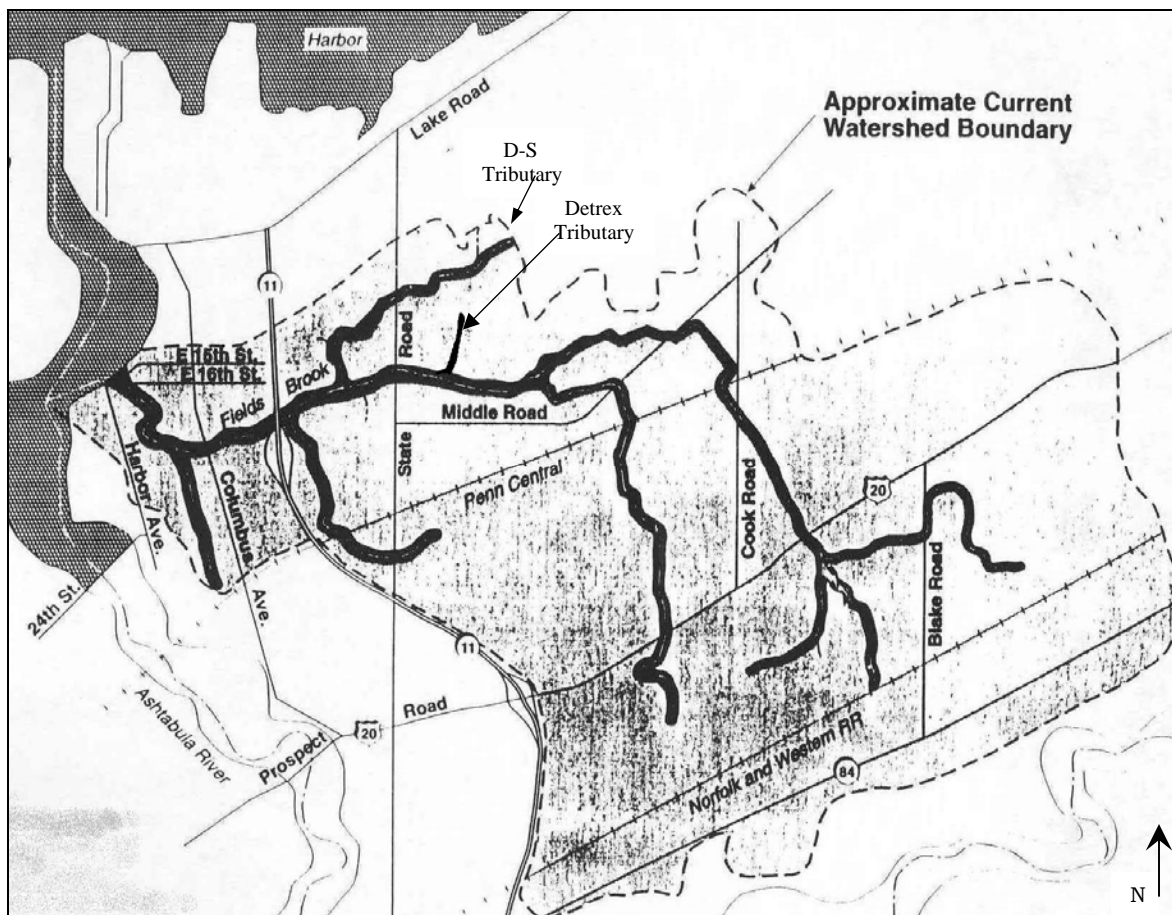 Harbor
Lake Road
Approximate Current
Watershed Boundary
D-S
Tributary
Detrex
Tributary
11
Road
E 15th St.
E 16th St.
Fields Brook
Middle Road
State
Penn Central
Harbor Ave.
Columbus
Ave.
Cook Road
20
Blake Road
24th St.
11
Ashtabula River
Prospect
20
Road
Norfolk and Western RR
84
N